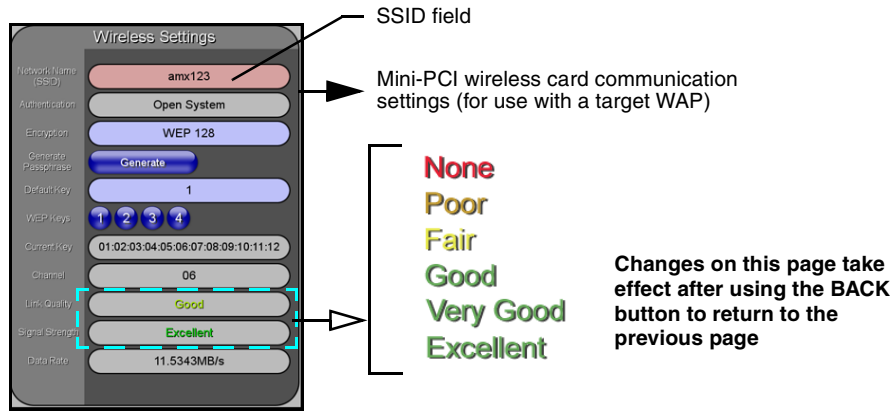 SSID field
Wireless Settings
Network Name
(SSID)
amx123
Mini-PCI wireless card communication
settings (for use with a target WAP)
Authentication
Open System
Encryption
WEP 128
Generate
Passphrase
Generate
Default Key
1
WEP Keys
1 2 3 4
Current Key
01:02:03:04:05:06:07:08:09:10:11:12
Channel
06
Link Quality
Good
Signal Strength
Excellent
Data Rate
11.5343MB/s
None
Poor
Fair
Good
Very Good
Excellent
Changes on this page take
effect after using the BACK
button to return to the
previous page